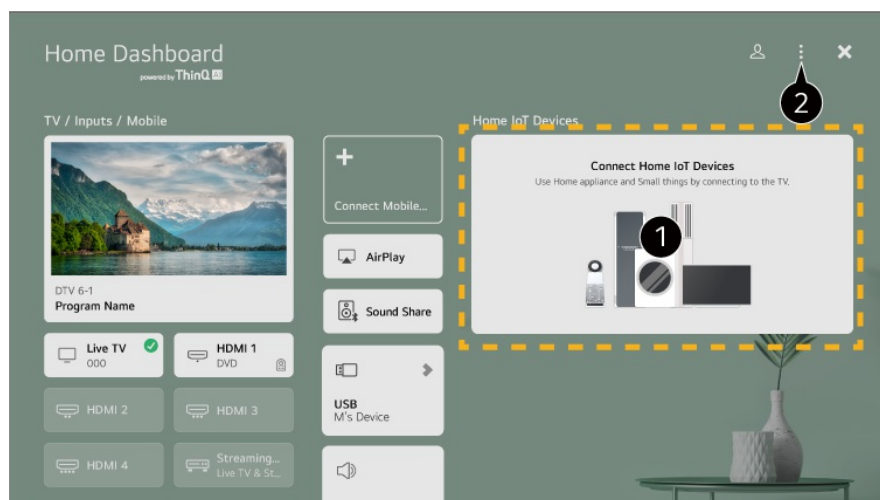 Home Dashboard
powered by ThinQ AI
2
TV / Inputs / Mobile
Home IoT Devices
DTV 6-1
Program Name
Live TV
000
HDMI 1
DVD
HDMI 2
HDMI 3
HDMI 4
Streaming...
Live TV & St...
Connect Mobile...
AirPlay
Sound Share
USB
M's Device
Connect Home IoT Devices
Use Home appliance and Small things by connecting to the TV.
1